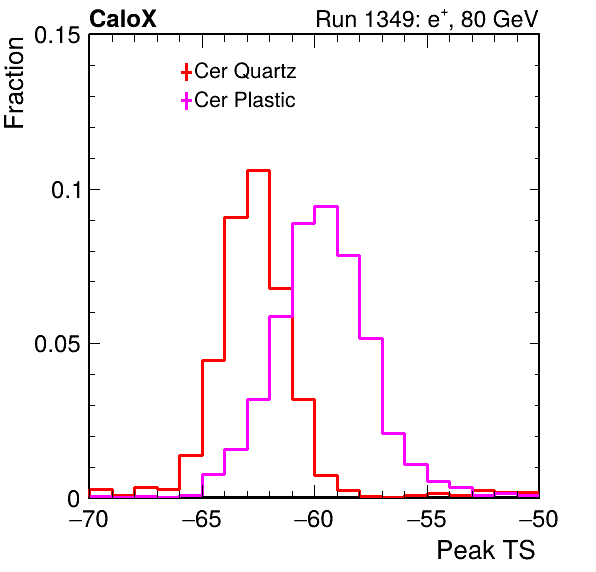 CaloX Run 1349: e⁺, 80 GeV
0.15
Fraction
Cer Quartz
Cer Plastic
0.1
0.05
0
−70 −65 −60 −55 −50
Peak TS